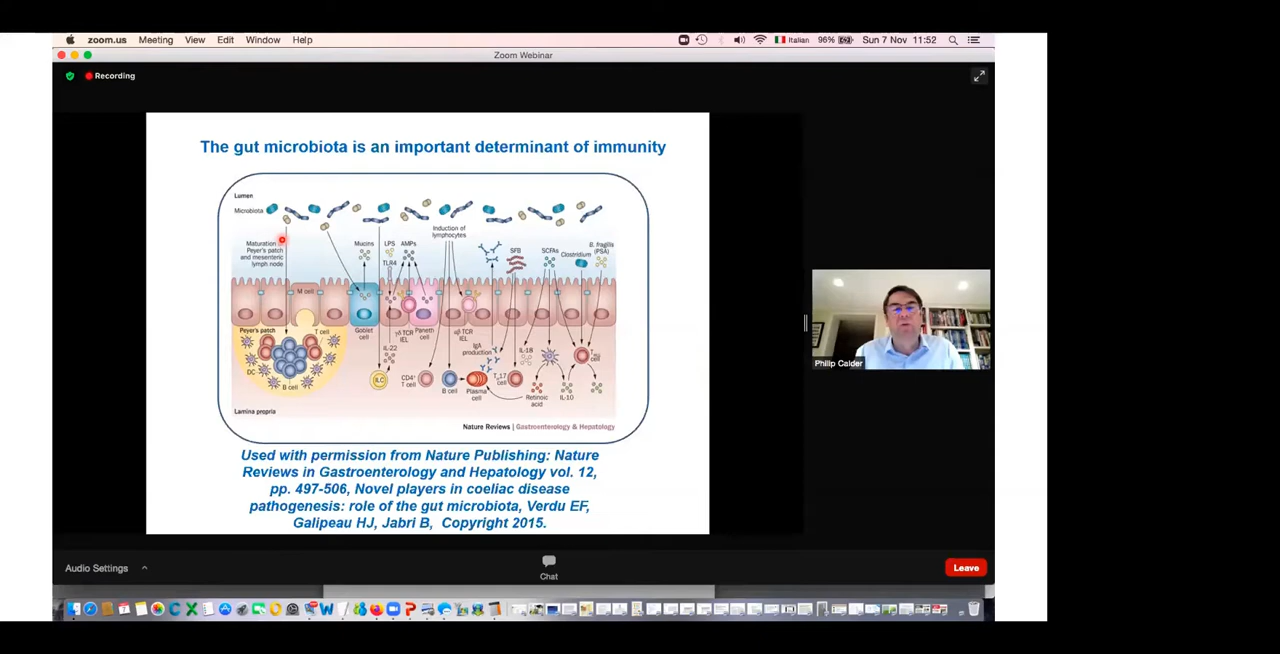 zoom.us Meeting View Edit Window Help
Italian 96% Sun 7 Nov 11:52
Zoom Webinar
Recording
The gut microbiota is an important determinant of immunity
Lumen
Microbiota
Maturation
Peyer's patch
and mesenteric
lymph node
Mucins
LPS
AMPs
TLR4
Induction of
lymphocytes
SFB
SCFAs
Clostridium
B. fragilis
(PSA)
M cell
Peyer's patch
T cell
DC
B cell
Goblet
cell
γδ TCR
IEL
Paneth
cell
αβ TCR
IEL
IL-22
ILC
CD4+
T cell
B cell
IgA
production
Plasma
cell
TH17
cell
IL-18
Retinoic
acid
IL-10
cell
Lamina propria
Nature Reviews | Gastroenterology & Hepatology
Used with permission from Nature Publishing: Nature
Reviews in Gastroenterology and Hepatology vol. 12,
pp. 497-506, Novel players in coeliac disease
pathogenesis: role of the gut microbiota, Verdu EF,
Galipeau HJ, Jabri B, Copyright 2015.
Philip Calder
Audio Settings
Chat
Leave